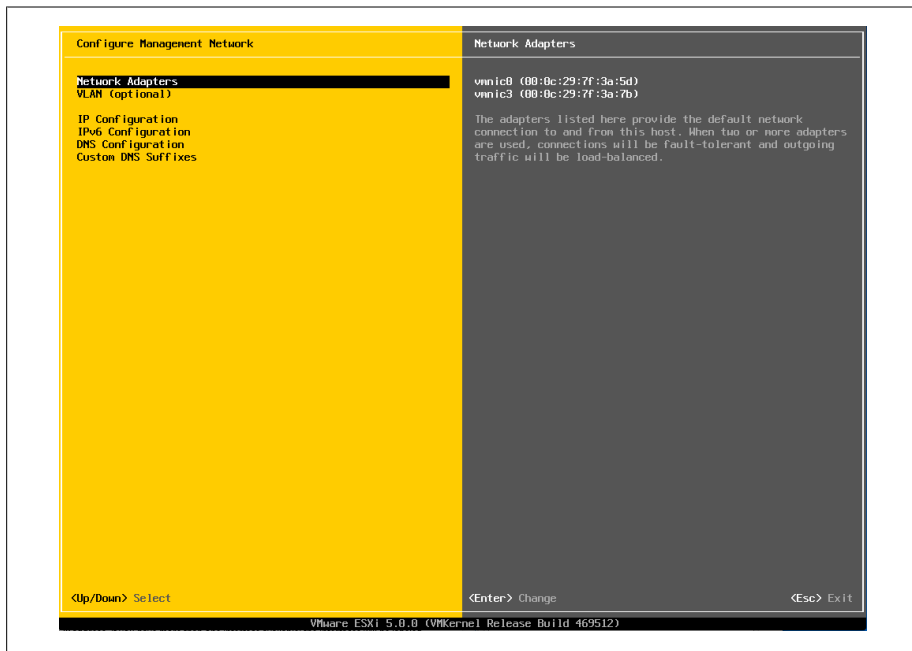 Configure Management Network
Network Adapters
VLAN (optional)
IP Configuration
IPv6 Configuration
DNS Configuration
Custom DNS Suffixes
Network Adapters
vmnic0 (00:0c:29:7f:3a:5d)
vmnic3 (00:0c:29:7f:3a:7b)
The adapters listed here provide the default network
connection to and from this host. When two or more adapters
are used, connections will be fault-tolerant and outgoing
traffic will be load-balanced.
<Up/Down> Select
<Enter> Change
<Esc> Exit
VMware ESXi 5.0.0 (VMKernel Release Build 469512)